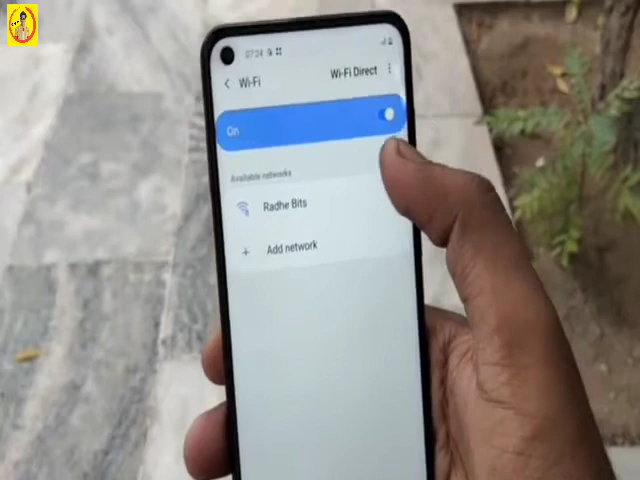 07:24
Wi-Fi
Wi-Fi Direct
On
Available networks
Radhe Bits
Add network